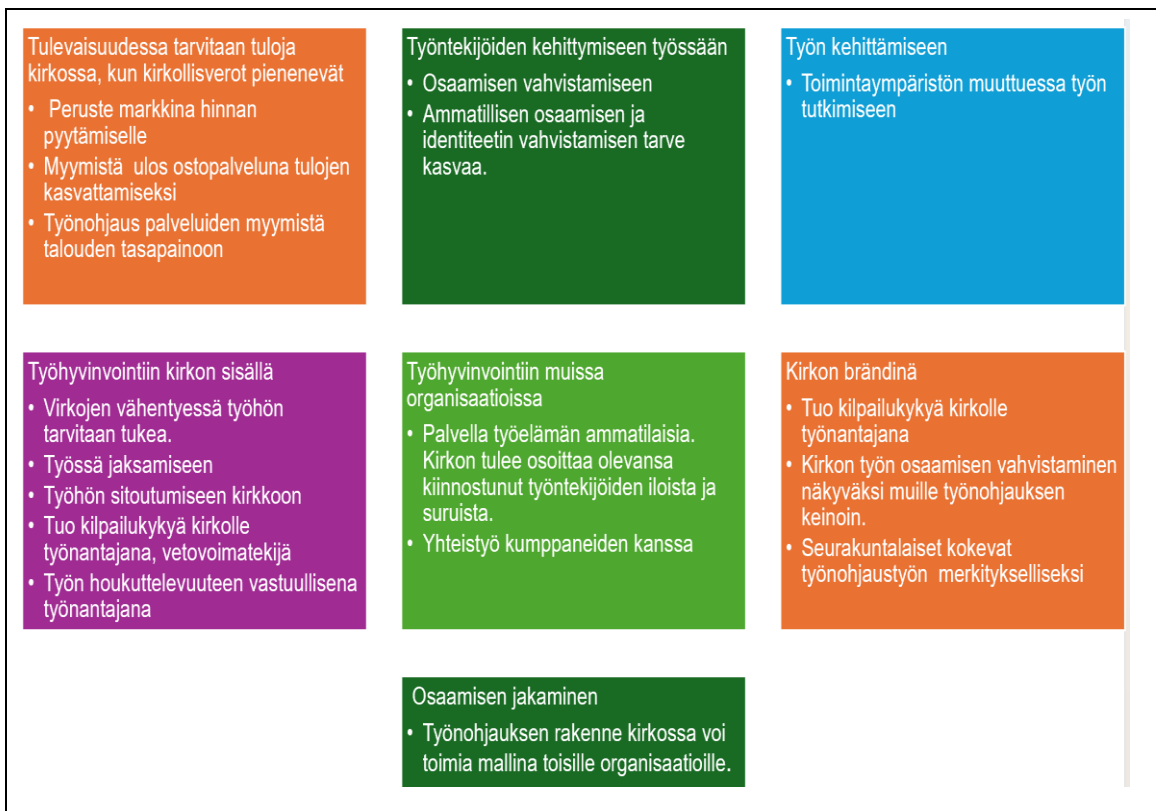 Tulevaisuudessa tarvitaan tuloja
kirkossa, kun kirkollisverot pienenevät
• Peruste markkina hinnan
pyytämiselle
• Myymistä ulos ostopalveluna tulojen
kasvattamiseksi
• Työnohjaus palveluiden myymistä
talouden tasapainoon
Työntekijöiden kehittymiseen työssään
• Osaamisen vahvistamiseen
• Ammatillisen osaamisen ja
identiteetin vahvistamisen tarve
kasvaa.
Työn kehittämiseen
• Toimintaympäristön muuttuessa työn
tutkimiseen
Työhyvinvointiin kirkon sisällä
• Virkojen vähentyessä työhön
tarvitaan tukea.
• Työssä jaksamiseen
• Työhön sitoutumiseen kirkkoon
• Tuo kilpailukykyä kirkolle
työnantajana, vetovoimatekijä
• Työn houkuttelevuuteen vastuullisena
työnantajana
Työhyvinvointiin muissa
organisaatioissa
• Palvella työelämän ammatilaisia.
Kirkon tulee osoittaa olevansa
kiinnostunut työntekijöiden iloista ja
suruista.
• Yhteistyö kumppaneiden kanssa
Kirkon brändinä
• Tuo kilpailukykyä kirkolle
työnantajana
• Kirkon työn osaamisen vahvistaminen
näkyväksi muille työnohjauksen
keinoin.
• Seurakuntalaiset kokevat
työnohjaustyön merkitykselliseksi
Osaamisen jakaminen
• Työnohjauksen rakenne kirkossa voi
toimia mallina toisille organisaatioille.